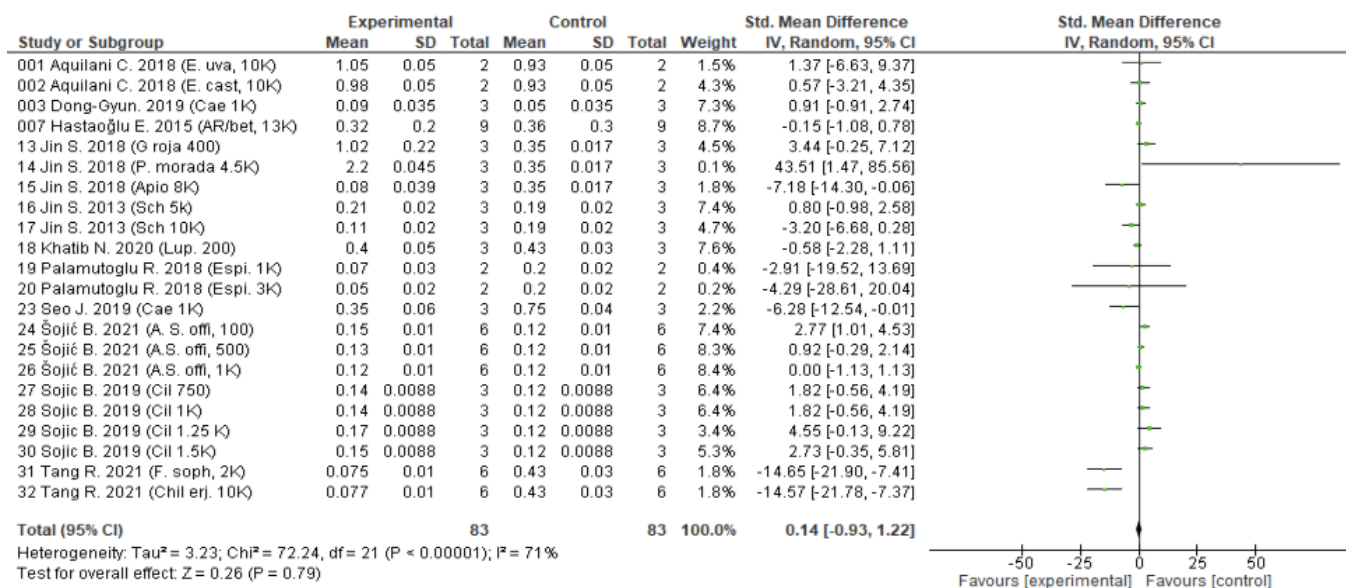 Experimental Control Std. Mean Difference Std. Mean Difference
Study or Subgroup Mean SD Total Mean SD Total Weight IV, Random, 95% CI IV, Random, 95% CI
001 Aquilani C. 2018 (E. uva, 10K) 1.05 0.05 2 0.93 0.05 2 1.5% 1.37 [-6.63, 9.37]
002 Aquilani C. 2018 (E. cast, 10K) 0.98 0.05 2 0.93 0.05 2 4.3% 0.57 [-3.21, 4.35]
003 Dong-Gyun. 2019 (Cae 1K) 0.09 0.035 3 0.05 0.035 3 7.3% 0.91 [-0.91, 2.74]
007 Hastaoğlu E. 2015 (AR/bet, 13K) 0.32 0.2 9 0.36 0.3 9 8.7% -0.15 [-1.08, 0.78]
13 Jin S. 2018 (G roja 400) 1.02 0.22 3 0.35 0.017 3 4.5% 3.44 [-0.25, 7.12]
14 Jin S. 2018 (P. morada 4.5K) 2.2 0.045 3 0.35 0.017 3 0.1% 43.51 [1.47, 85.56]
15 Jin S. 2018 (Apio 8K) 0.08 0.039 3 0.35 0.017 3 1.8% -7.18 [-14.30, -0.06]
16 Jin S. 2013 (Sch 5k) 0.21 0.02 3 0.19 0.02 3 7.4% 0.80 [-0.98, 2.58]
17 Jin S. 2013 (Sch 10K) 0.11 0.02 3 0.19 0.02 3 4.7% -3.20 [-6.68, 0.28]
18 Khatib N. 2020 (Lup. 200) 0.4 0.05 3 0.43 0.03 3 7.6% -0.58 [-2.28, 1.11]
19 Palamutoglu R. 2018 (Espi. 1K) 0.07 0.03 2 0.2 0.02 2 0.4% -2.91 [-19.52, 13.69]
20 Palamutoglu R. 2018 (Espi. 3K) 0.05 0.02 2 0.2 0.02 2 0.2% -4.29 [-28.61, 20.04]
23 Seo J. 2019 (Cae 1K) 0.35 0.06 3 0.75 0.04 3 2.2% -6.28 [-12.54, -0.01]
24 Šojić B. 2021 (A. S. offi, 100) 0.15 0.01 6 0.12 0.01 6 7.4% 2.77 [1.01, 4.53]
25 Šojić B. 2021 (A.S. offi, 500) 0.13 0.01 6 0.12 0.01 6 8.3% 0.92 [-0.29, 2.14]
26 Šojić B. 2021 (A.S. offi, 1K) 0.12 0.01 6 0.12 0.01 6 8.4% 0.00 [-1.13, 1.13]
27 Sojic B. 2019 (Cil 750) 0.14 0.0088 3 0.12 0.0088 3 6.4% 1.82 [-0.56, 4.19]
28 Sojic B. 2019 (Cil 1K) 0.14 0.0088 3 0.12 0.0088 3 6.4% 1.82 [-0.56, 4.19]
29 Sojic B. 2019 (Cil 1.25 K) 0.17 0.0088 3 0.12 0.0088 3 3.3% 4.55 [-0.13, 9.22]
30 Sojic B. 2019 (Cil 1.5K) 0.15 0.0088 3 0.12 0.0088 3 5.3% 2.73 [-0.35, 5.81]
31 Tang R. 2021 (F. soph, 2K) 0.075 0.01 6 0.43 0.03 6 1.8% -14.65 [-21.90, -7.41]
32 Tang R. 2021 (Chil erj. 10K) 0.077 0.01 6 0.43 0.03 6 1.8% -14.57 [-21.78, -7.37]
Total (95% CI) 83 83 100.0% 0.14 [-0.93, 1.22]
Heterogeneity: Tau² = 3.23; Chi² = 72.24, df = 21 (P < 0.00001); I² = 71%
Test for overall effect: Z = 0.26 (P = 0.79)
-50 -25 0 25 50
Favours [experimental] Favours [control]